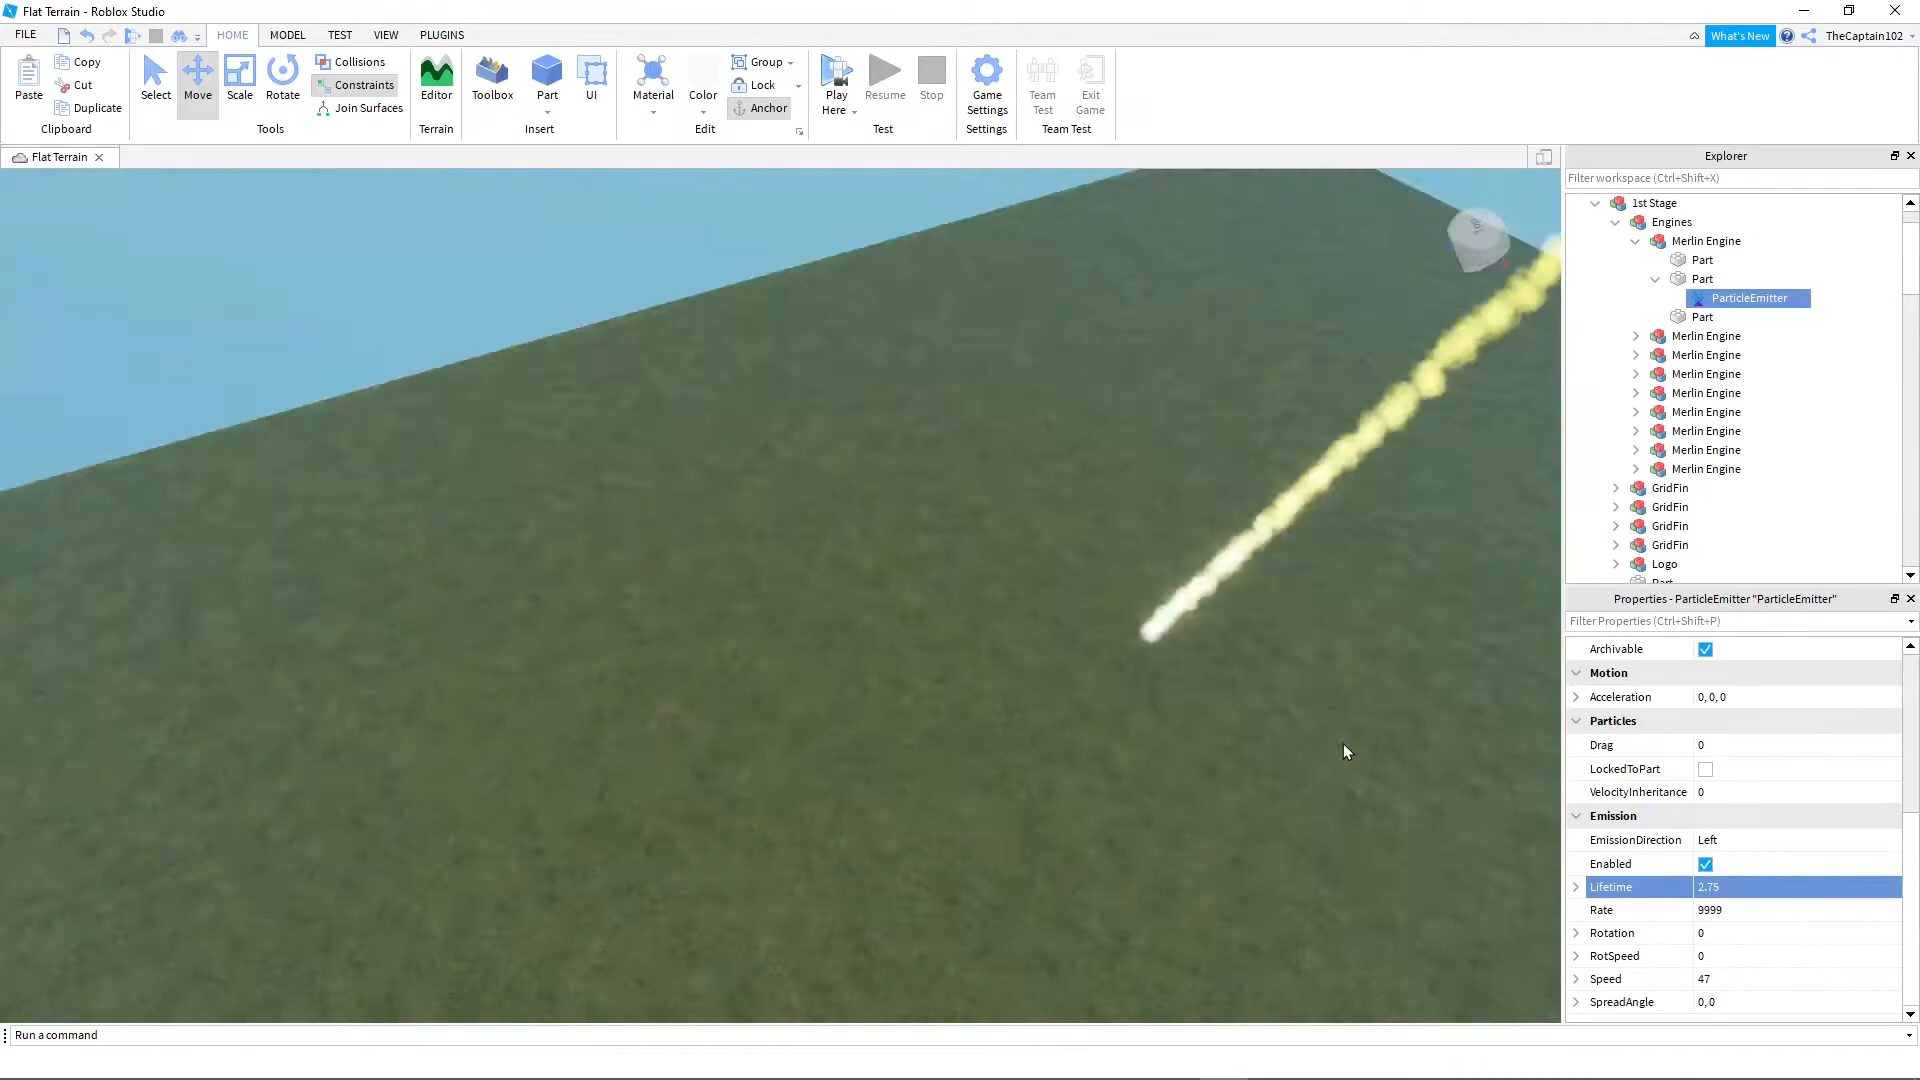 Flat Terrain - Roblox Studio
FILE
HOME
MODEL
TEST
VIEW
PLUGINS
What's New
TheCaptain102
Paste
Copy
Cut
Duplicate
Clipboard
Select
Move
Scale
Rotate
Collisions
Constraints
Join Surfaces
Tools
Editor
Terrain
Toolbox
Part
UI
Insert
Material
Color
Group
Lock
Anchor
Edit
Play
Here
Resume
Stop
Test
Game
Settings
Settings
Team
Test
Exit
Game
Team Test
Flat Terrain
Explorer
Filter workspace (Ctrl+Shift+X)
1st Stage
Engines
Merlin Engine
Part
Part
ParticleEmitter
Part
Merlin Engine
Merlin Engine
Merlin Engine
Merlin Engine
Merlin Engine
Merlin Engine
Merlin Engine
Merlin Engine
GridFin
GridFin
GridFin
GridFin
Logo
Part
Properties - ParticleEmitter "ParticleEmitter"
Filter Properties (Ctrl+Shift+P)
Archivable
Motion
Acceleration 0, 0, 0
Particles
Drag 0
LockedToPart
VelocityInheritance 0
Emission
EmissionDirection Left
Enabled
Lifetime 2.75
Rate 9999
Rotation 0
RotSpeed 0
Speed 47
SpreadAngle 0, 0
Run a command